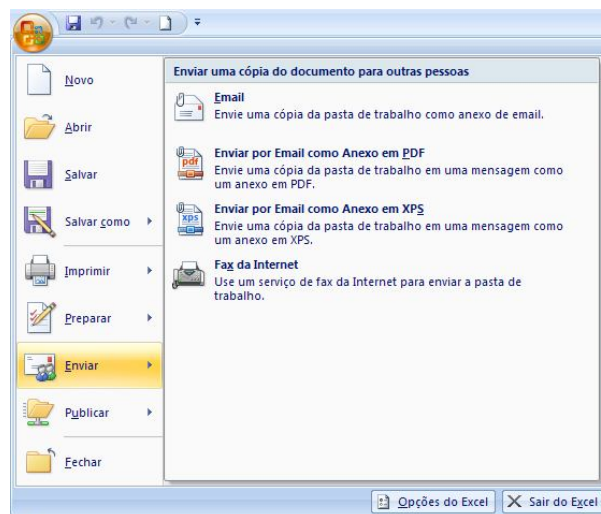 Novo
Abrir
Salvar
Salvar como
Imprimir
Preparar
Enviar
Publicar
Fechar
Enviar uma cópia do documento para outras pessoas
Email
Envie uma cópia da pasta de trabalho como anexo de email.
pdf
Enviar por Email como Anexo em PDF
Envie uma cópia da pasta de trabalho em uma mensagem como
um anexo em PDF.
xps
Enviar por Email como Anexo em XPS
Envie uma cópia da pasta de trabalho em uma mensagem como
um anexo em XPS.
Fax da Internet
Use um serviço de fax da Internet para enviar a pasta de
trabalho.
Opções do Excel
Sair do Excel